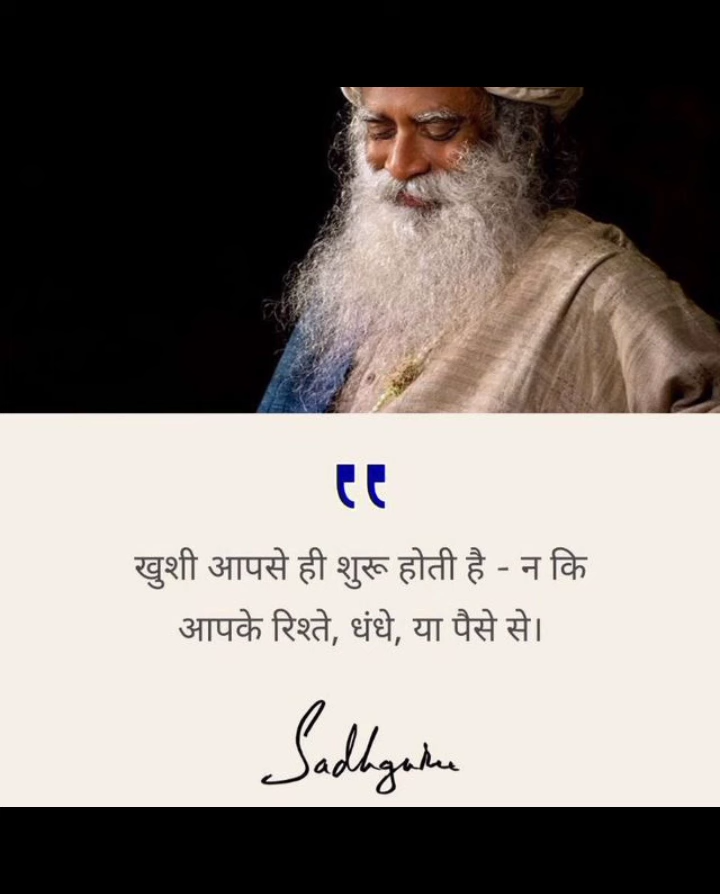 खुशी आपसे ही शुरू होती है - न कि
आपके रिश्ते, धंधे, या पैसे से।
Sadhguru